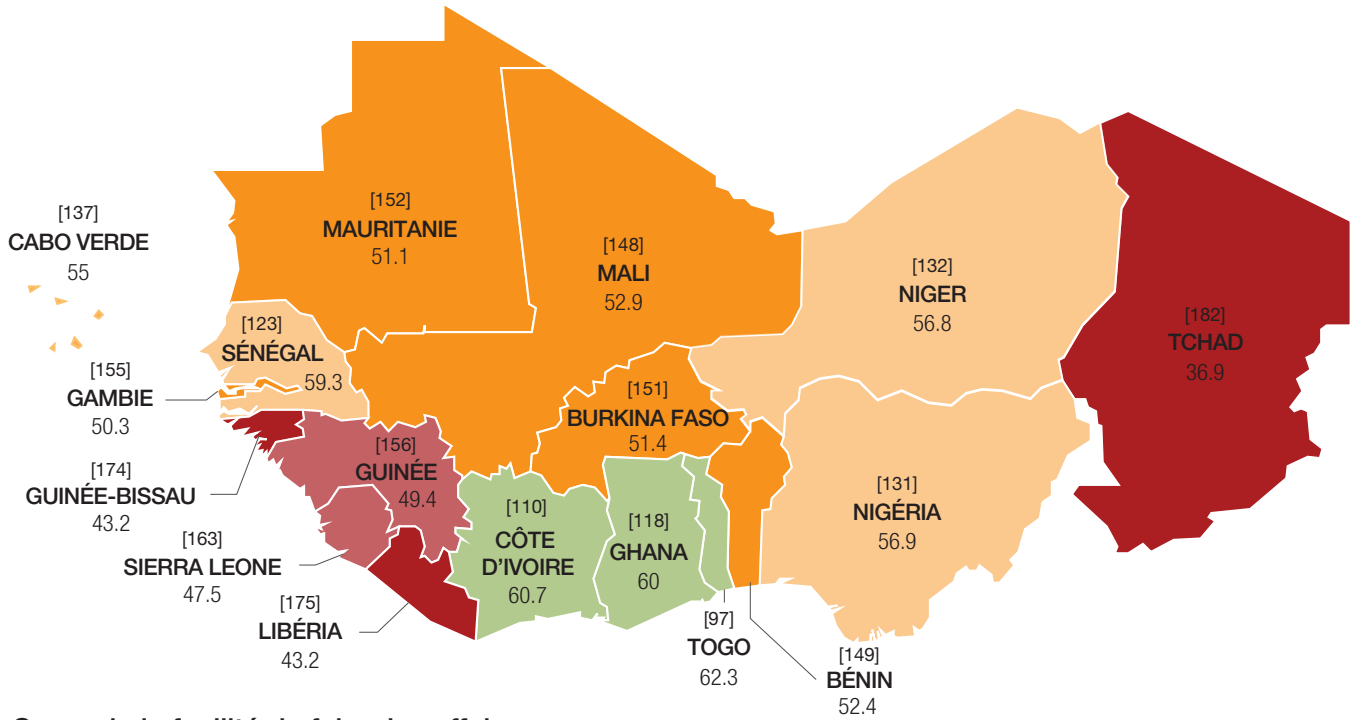 [137]
CABO VERDE
55
[152]
MAURITANIE
51.1
[148]
MALI
52.9
[132]
NIGER
56.8
[182]
TCHAD
36.9
[123]
SÉNÉGAL
59.3
[155]
GAMBIE
50.3
[151]
BURKINA FASO
51.4
[174]
GUINÉE-BISSAU
43.2
[156]
GUINÉE
49.4
[163]
SIERRA LEONE
47.5
[175]
LIBÉRIA
43.2
[110]
CÔTE
D'IVOIRE
60.7
[118]
GHANA
60
[131]
NIGÉRIA
56.9
[97]
TOGO
62.3
[149]
BÉNIN
52.4